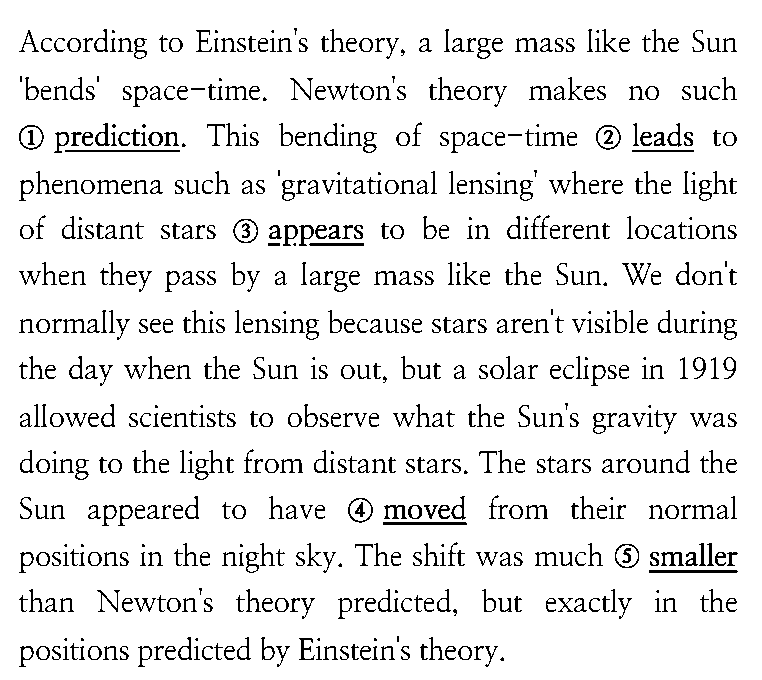 According to Einstein's theory, a large mass like the Sun
'bends' space-time. Newton's theory makes no such
① prediction. This bending of space-time ② leads to
phenomena such as 'gravitational lensing' where the light
of distant stars ③ appears to be in different locations
when they pass by a large mass like the Sun. We don't
normally see this lensing because stars aren't visible during
the day when the Sun is out, but a solar eclipse in 1919
allowed scientists to observe what the Sun's gravity was
doing to the light from distant stars. The stars around the
Sun appeared to have ④ moved from their normal
positions in the night sky. The shift was much ⑤ smaller
than Newton's theory predicted, but exactly in the
positions predicted by Einstein's theory.